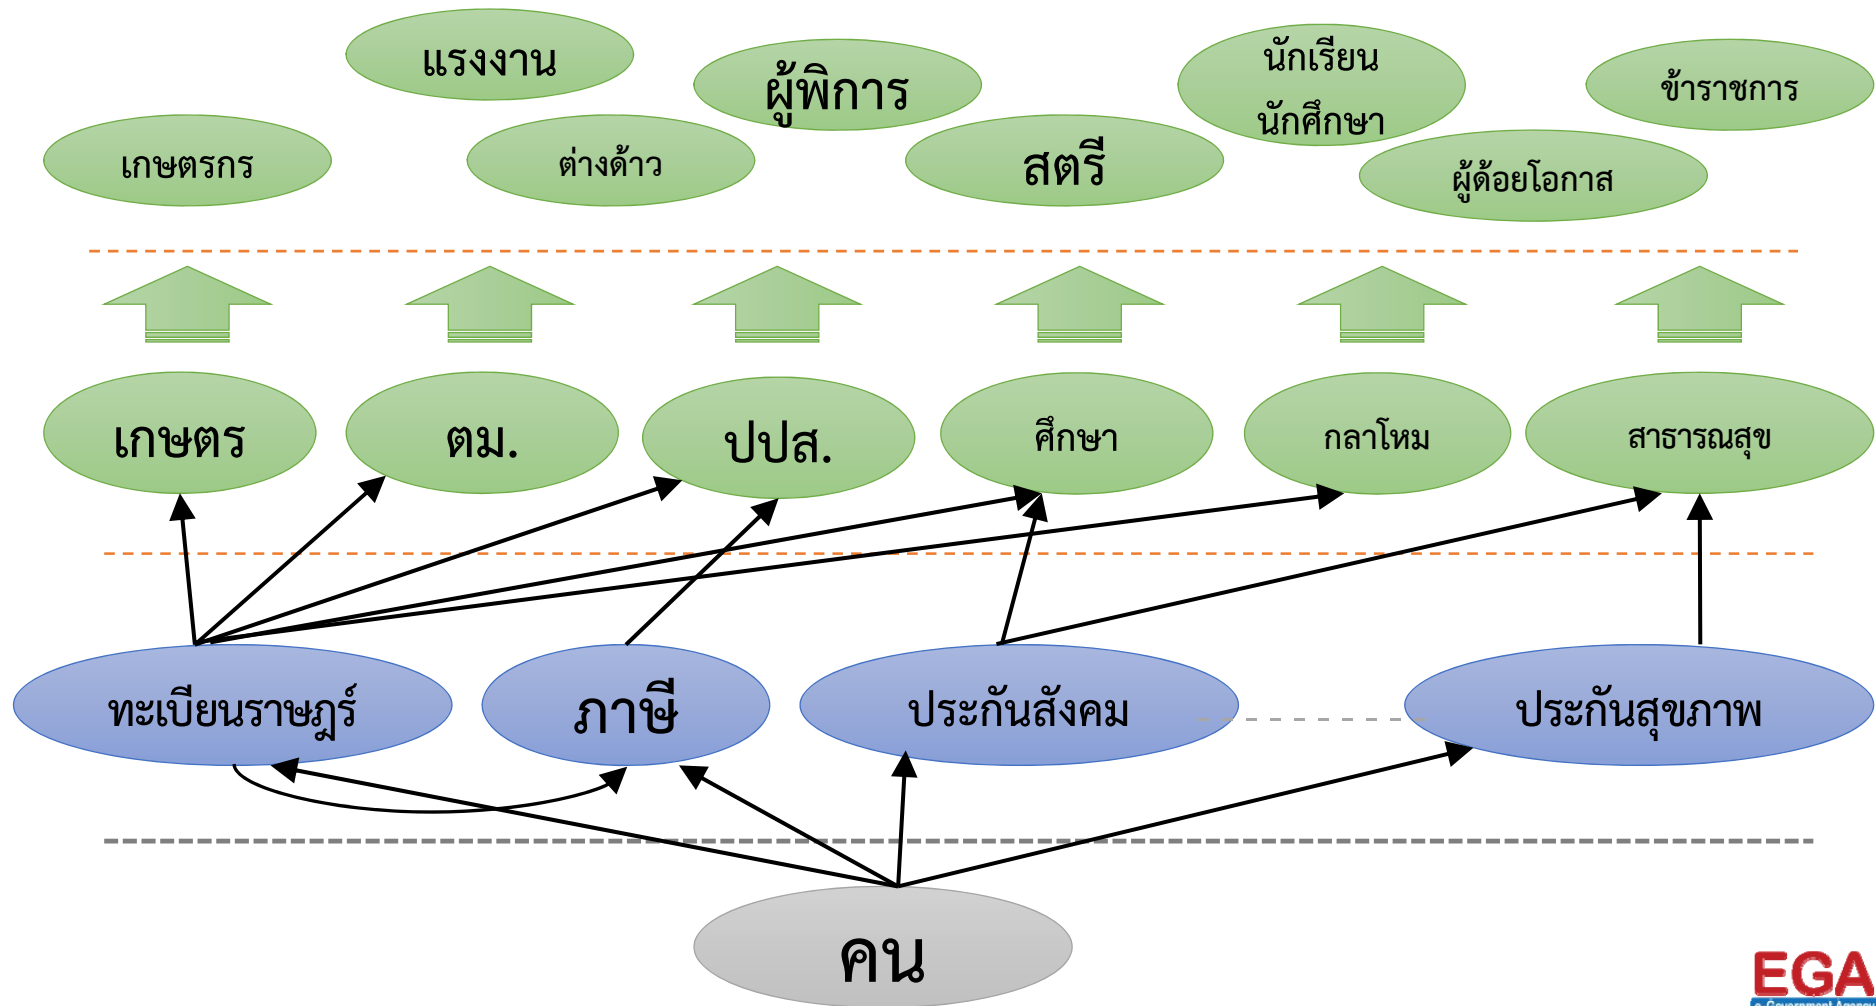 แรงงาน
ผู้พิการ
นักเรียน
นักศึกษา
ข้าราชการ
เกษตรกร
ต่างด้าว
สตรี
ผู้ด้อยโอกาส
เกษตร
ตม.
ปปส.
ศึกษา
กลาโหม
สาธารณสุข
ทะเบียนราษฎร์
ภาษี
ประกันสังคม
ประกันสุขภาพ
คน
EGA
e-Government Agency